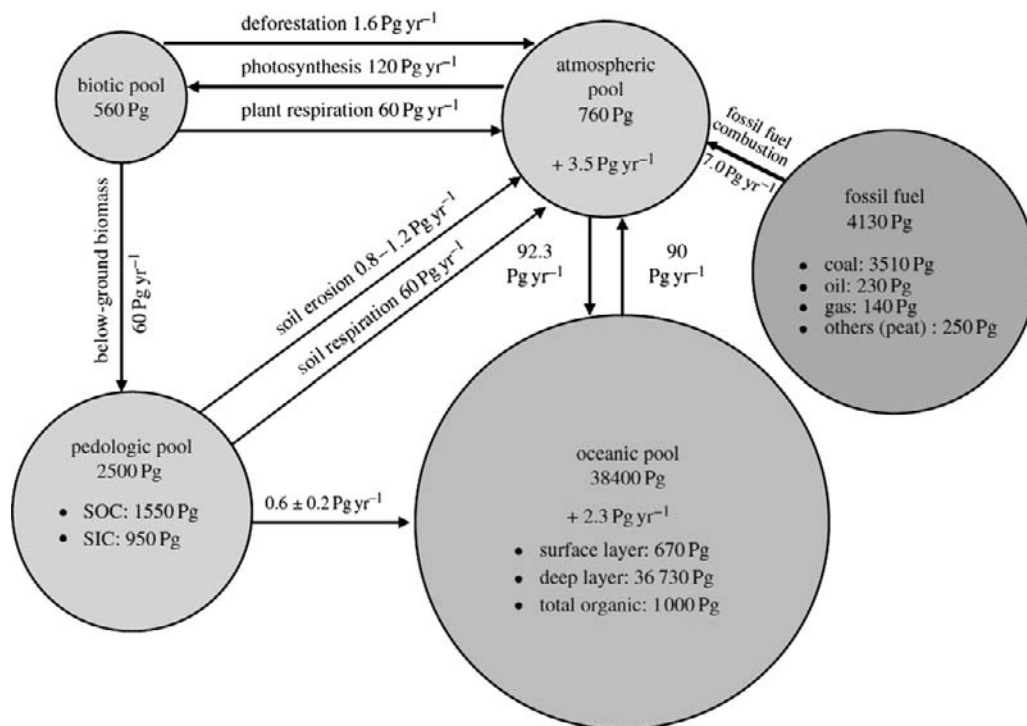 deforestation 1.6 Pg yr⁻¹
photosynthesis 120 Pg yr⁻¹
plant respiration 60 Pg yr⁻¹
biotic pool
560 Pg
atmospheric
pool
760 Pg
+ 3.5 Pg yr⁻¹
fossil fuel
combustion
7.0 Pg yr⁻¹
fossil fuel
4130 Pg
• coal: 3510 Pg
• oil: 230 Pg
• gas: 140 Pg
• others (peat) : 250 Pg
below-ground biomass
60 Pg yr⁻¹
soil erosion 0.8–1.2 Pg yr⁻¹
soil respiration 60 Pg yr⁻¹
92.3
Pg yr⁻¹
90
Pg yr⁻¹
pedologic pool
2500 Pg
• SOC: 1550 Pg
• SIC: 950 Pg
0.6 ± 0.2 Pg yr⁻¹
oceanic pool
38400 Pg
+ 2.3 Pg yr⁻¹
• surface layer: 670 Pg
• deep layer: 36 730 Pg
• total organic: 1000 Pg